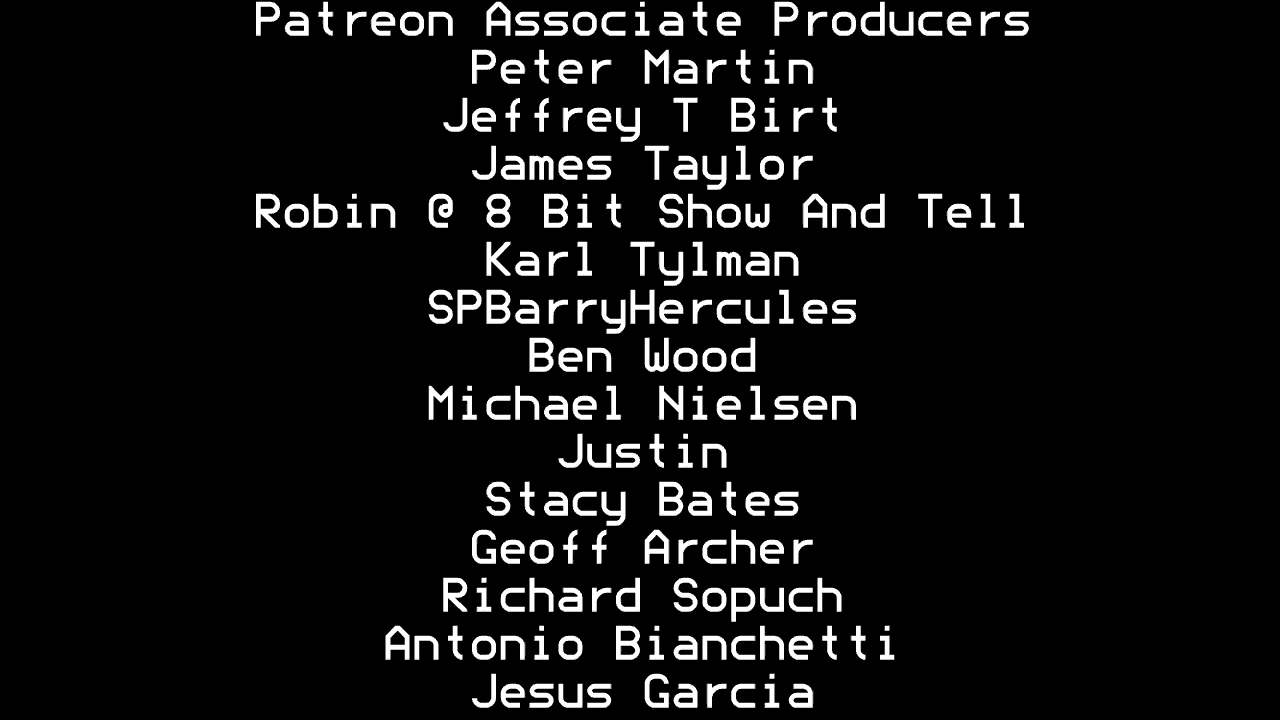 Patreon Associate Producers
Peter Martin
Jeffrey T Birt
James Taylor
Robin @ 8 Bit Show And Tell
Karl Tylman
SPBarryHercules
Ben Wood
Michael Nielsen
Justin
Stacy Bates
Geoff Archer
Richard Sopuch
Antonio Bianchetti
Jesus Garcia